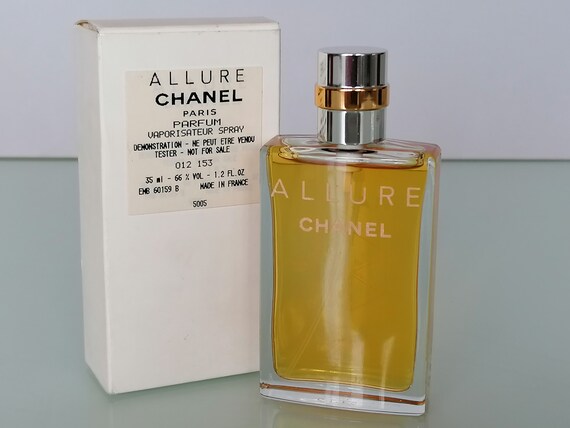 ALLURE
CHANEL
PARIS
PARFUM
VAPORISATEUR SPRAY
DEMONSTRATION - NE PEUT ETRE VENDU
TESTER - NOT FOR SALE
012 153
35 ml - 66 % VOL - 1.2 FL.OZ
EMB 60159 B MADE IN FRANCE
S005
ALLURE
CHANEL